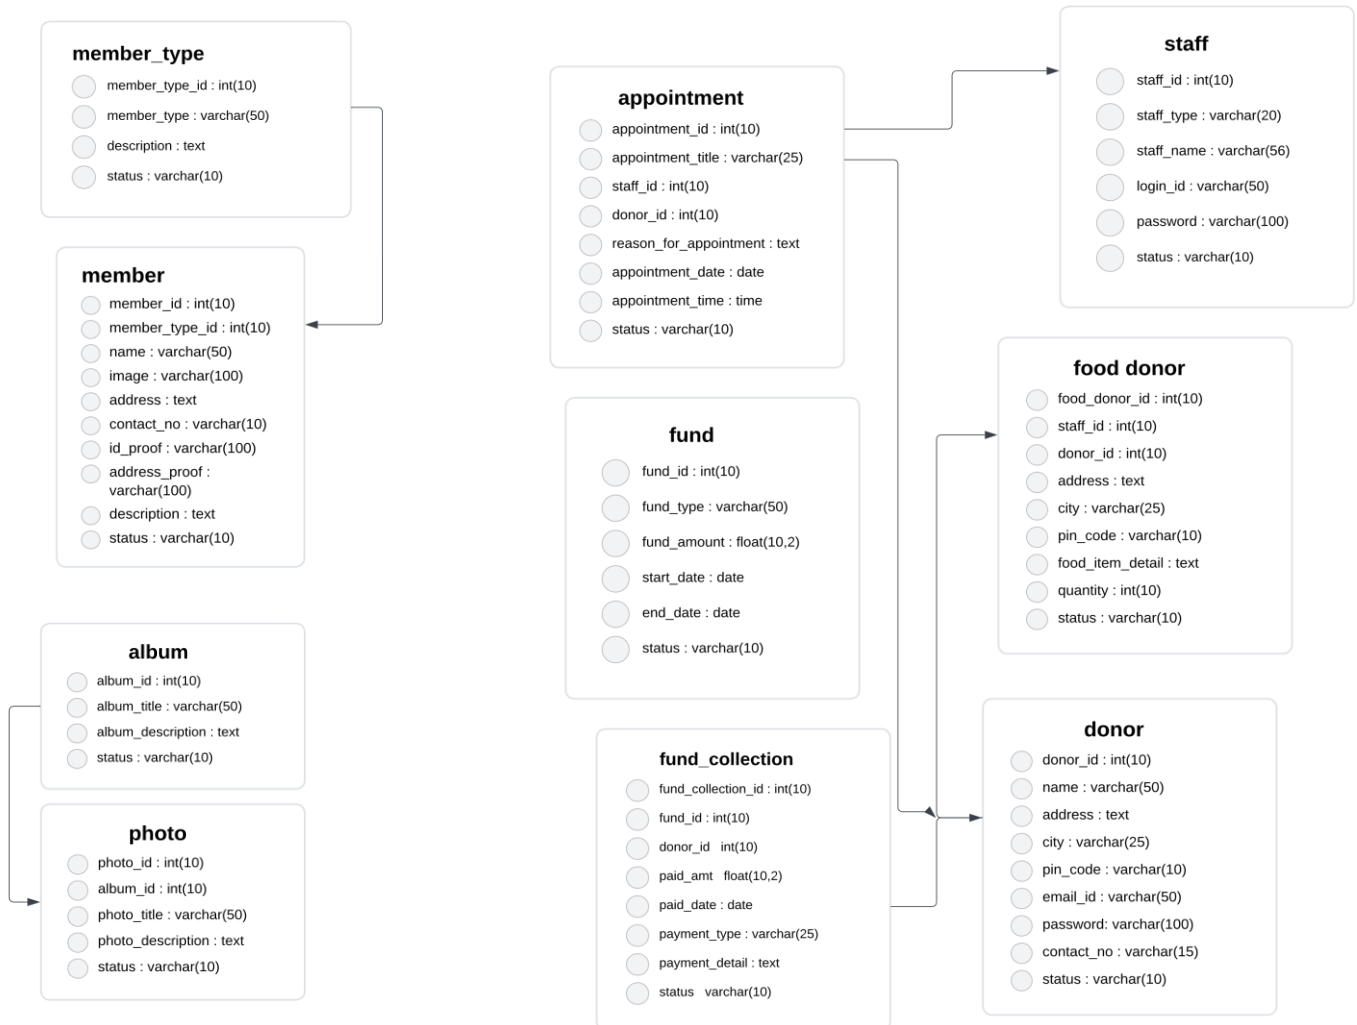 member_type
member_type_id : int(10)
member_type : varchar(50)
description : text
status : varchar(10)
member
member_id : int(10)
member_type_id : int(10)
name : varchar(50)
image : varchar(100)
address : text
contact_no : varchar(10)
id_proof : varchar(100)
address_proof :
varchar(100)
description : text
status : varchar(10)
album
album_id : int(10)
album_title : varchar(50)
album_description : text
status : varchar(10)
photo
photo_id : int(10)
album_id : int(10)
photo_title : varchar(50)
photo_description : text
status : varchar(10)
appointment
appointment_id : int(10)
appointment_title : varchar(25)
staff_id : int(10)
donor_id : int(10)
reason_for_appointment : text
appointment_date : date
appointment_time : time
status : varchar(10)
fund
fund_id : int(10)
fund_type : varchar(50)
fund_amount : float(10,2)
start_date : date
end_date : date
status : varchar(10)
fund_collection
fund_collection_id : int(10)
fund_id : int(10)
donor_id int(10)
paid_amt float(10,2)
paid_date : date
payment_type : varchar(25)
payment_detail : text
status varchar(10)
staff
staff_id : int(10)
staff_type : varchar(20)
staff_name : varchar(56)
login_id : varchar(50)
password : varchar(100)
status : varchar(10)
food donor
food_donor_id : int(10)
staff_id : int(10)
donor_id : int(10)
address : text
city : varchar(25)
pin_code : varchar(10)
food_item_detail : text
quantity : int(10)
status : varchar(10)
donor
donor_id : int(10)
name : varchar(50)
address : text
city : varchar(25)
pin_code : varchar(10)
email_id : varchar(50)
password: varchar(100)
contact_no : varchar(15)
status : varchar(10)